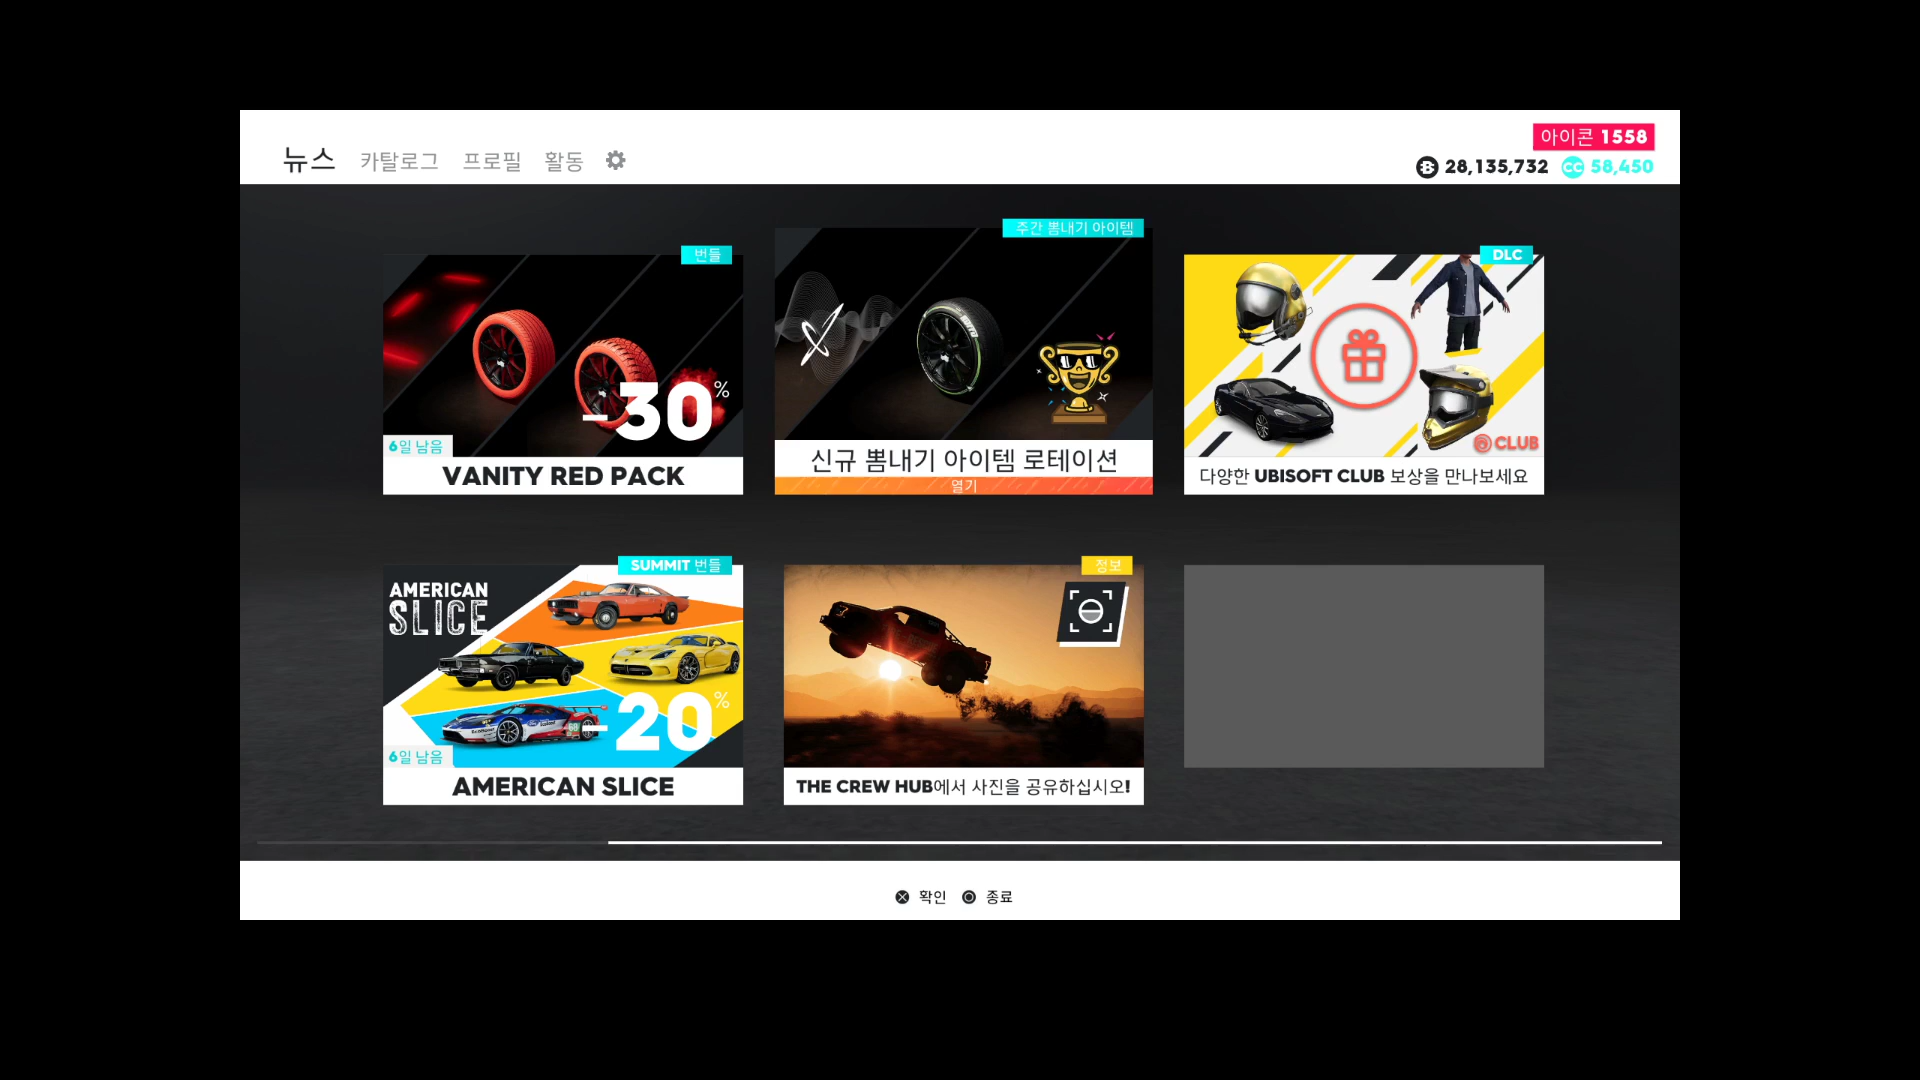 뉴스 카탈로그 프로필 활동
아이콘 1558
28,135,732 CC 58,450
번들
-30%
6일 남음
VANITY RED PACK
주간 뽐내기 아이템
신규 뽐내기 아이템 로테이션
열기
DLC
CLUB
다양한 UBISOFT CLUB 보상을 만나보세요
SUMMIT 번들
AMERICAN
SLICE
-20%
6일 남음
AMERICAN SLICE
정보
THE CREW HUB에서 사진을 공유하십시오!
확인 종료